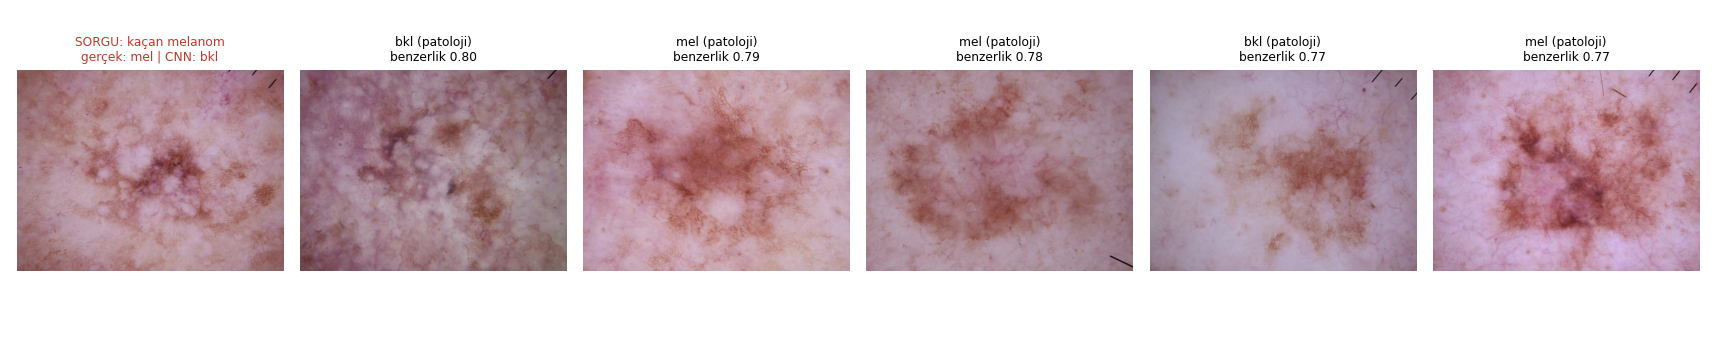 SORGU: kaçan melanom
gerçek: mel | CNN: bkl
bkl (patoloji)
benzerlik 0.80
mel (patoloji)
benzerlik 0.79
mel (patoloji)
benzerlik 0.78
bkl (patoloji)
benzerlik 0.77
mel (patoloji)
benzerlik 0.77